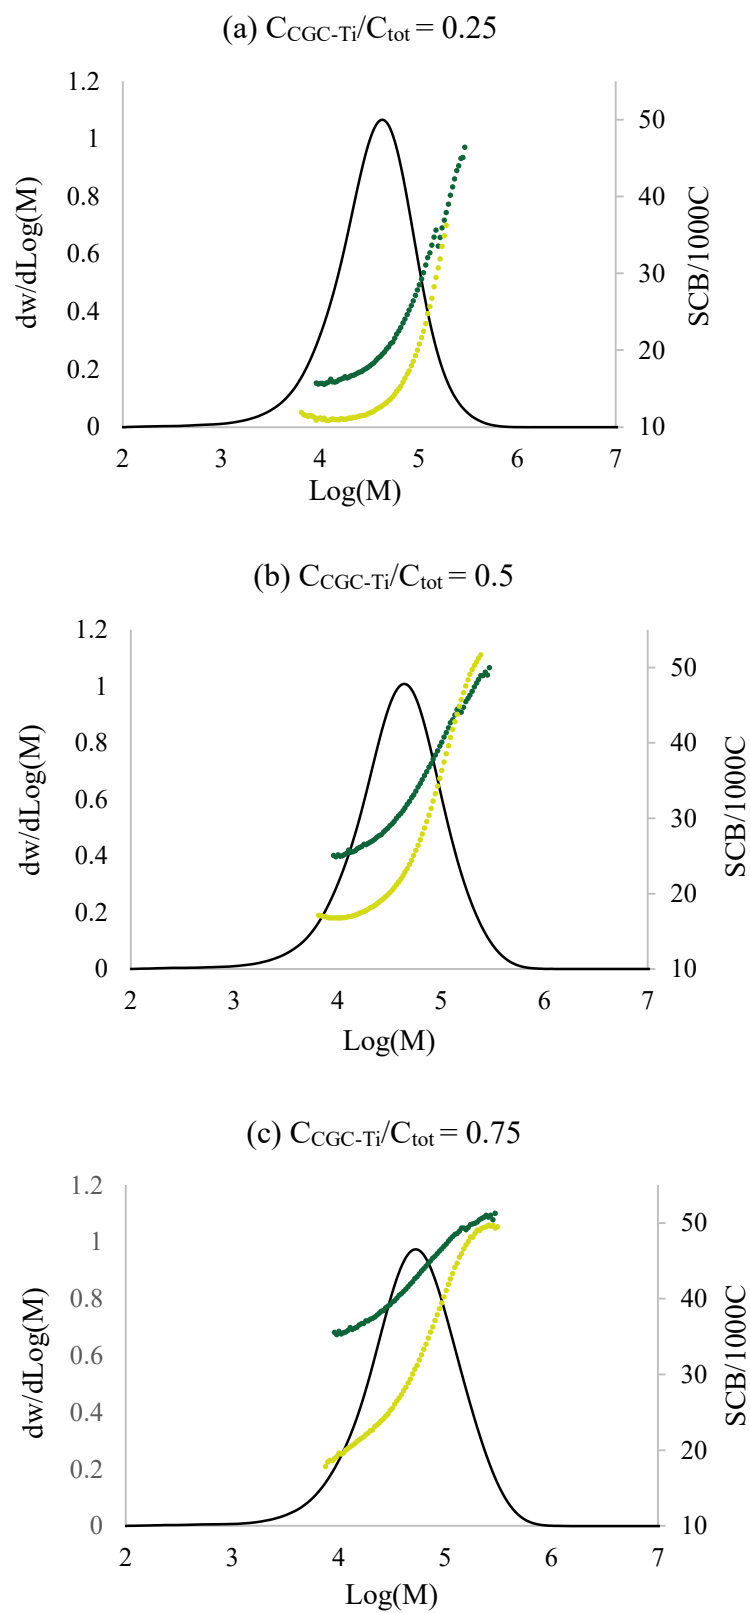 (a) CCGC-Ti/Ctot = 0.25
1.2
1
0.8
0.6
0.4
0.2
0
dw/dLog(M)
50
40
30
20
10
SCB/1000C
2 3 4 5 6 7
Log(M)
(b) CCGC-Ti/Ctot = 0.5
1.2
1
0.8
0.6
0.4
0.2
0
dw/dLog(M)
50
40
30
20
10
SCB/1000C
2 3 4 5 6 7
Log(M)
(c) CCGC-Ti/Ctot = 0.75
1.2
1
0.8
0.6
0.4
0.2
0
dw/dLog(M)
50
40
30
20
10
SCB/1000C
2 3 4 5 6 7
Log(M)